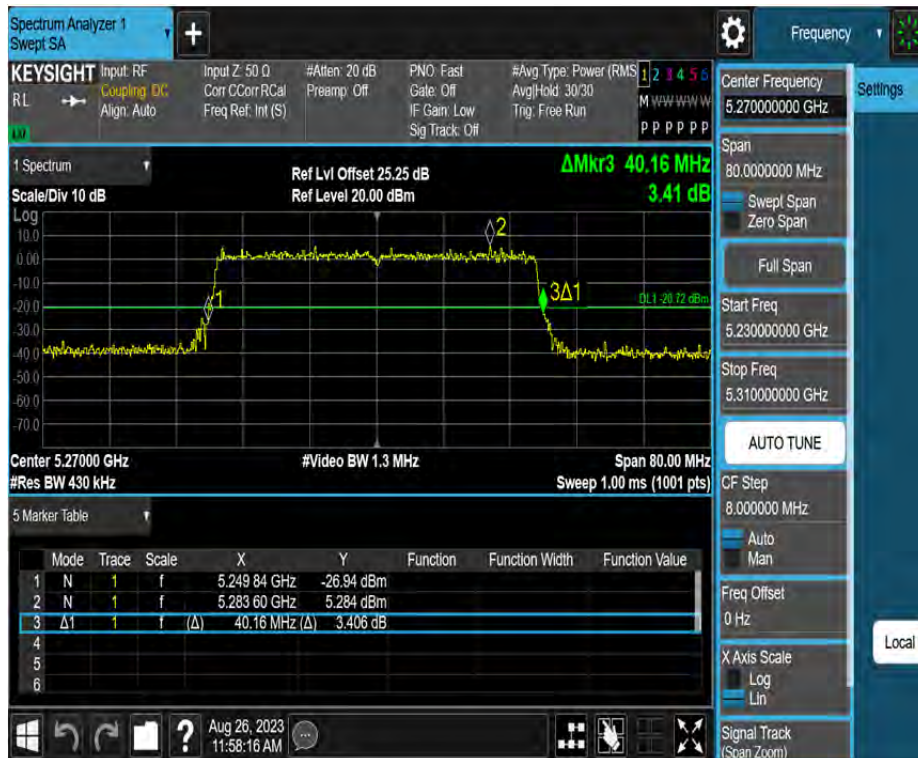 Spectrum Analyzer 1
Swept SA
+
Frequency
KEYSIGHT
RL
Input: RF
Coupling: DC
Align: Auto
Input Z: 50 Ω
Corr CCorr RCal
Freq Ref: Int (S)
#Atten: 20 dB
Preamp: Off
PNO: Fast
Gate: Off
IF Gain: Low
Sig Track: Off
#Avg Type: Power (RMS
Avg|Hold: 30/30
Trig: Free Run
1 2 3 4 5 6
M W W W W W
P P P P P P
1 Spectrum
Scale/Div 10 dB
Ref Lvl Offset 25.25 dB
Ref Level 20.00 dBm
ΔMkr3 40.16 MHz
3.41 dB
Log
10.0
0.00
-10.0
-20.0
-30.0
-40.0
-50.0
-60.0
-70.0
2
1
3Δ1
DL1 -20.72 dBm
Center 5.27000 GHz
#Video BW 1.3 MHz
Span 80.00 MHz
#Res BW 430 kHz
Sweep 1.00 ms (1001 pts)
5 Marker Table
Mode Trace Scale X Y Function Function Width Function Value
1 N 1 f 5.249 84 GHz -26.94 dBm
2 N 1 f 5.283 60 GHz 5.284 dBm
3 Δ1 1 f (Δ) 40.16 MHz (Δ) 3.406 dB
4
5
6
?
Aug 26, 2023
11:58:16 AM
Center Frequency
5.270000000 GHz
Settings
Span
80.0000000 MHz
Swept Span
Zero Span
Full Span
Start Freq
5.230000000 GHz
Stop Freq
5.310000000 GHz
AUTO TUNE
CF Step
8.000000 MHz
Auto
Man
Freq Offset
0 Hz
Local
X Axis Scale
Log
Lin
Signal Track
(Span Zoom)